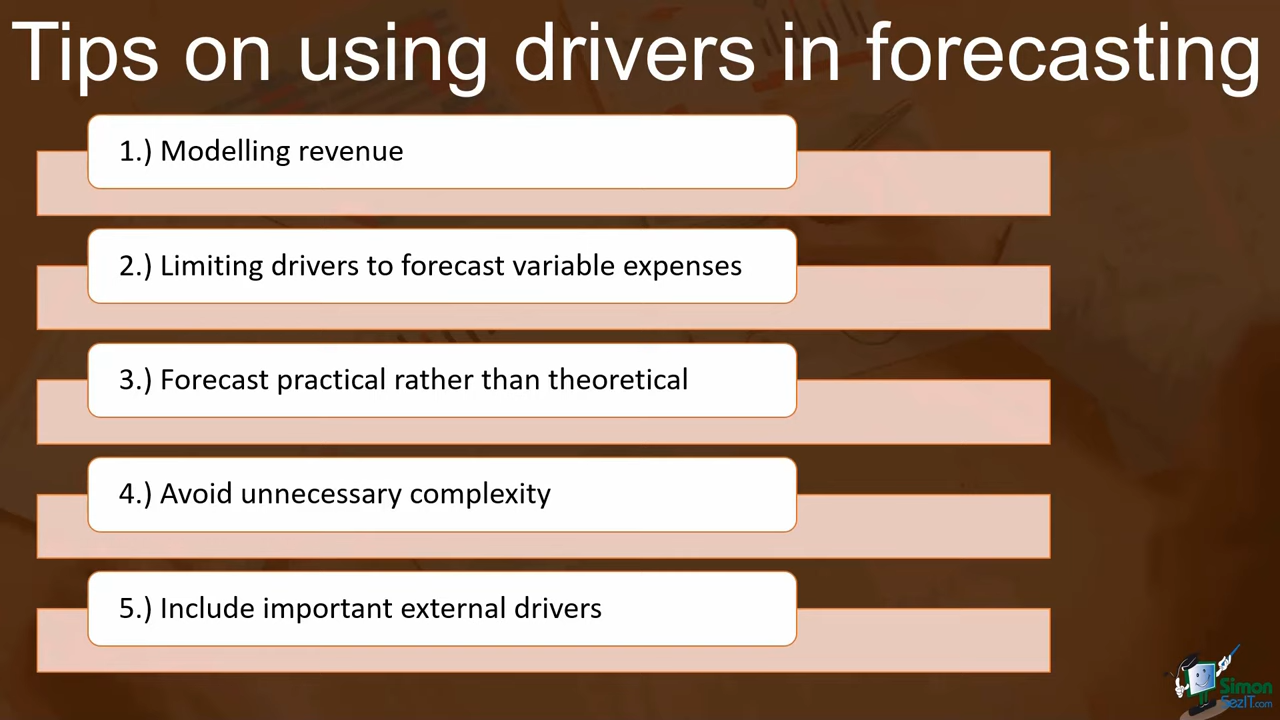 Tips on using drivers in forecasting
1.) Modelling revenue
2.) Limiting drivers to forecast variable expenses
3.) Forecast practical rather than theoretical
4.) Avoid unnecessary complexity
5.) Include important external drivers
Simon
SezIT.com